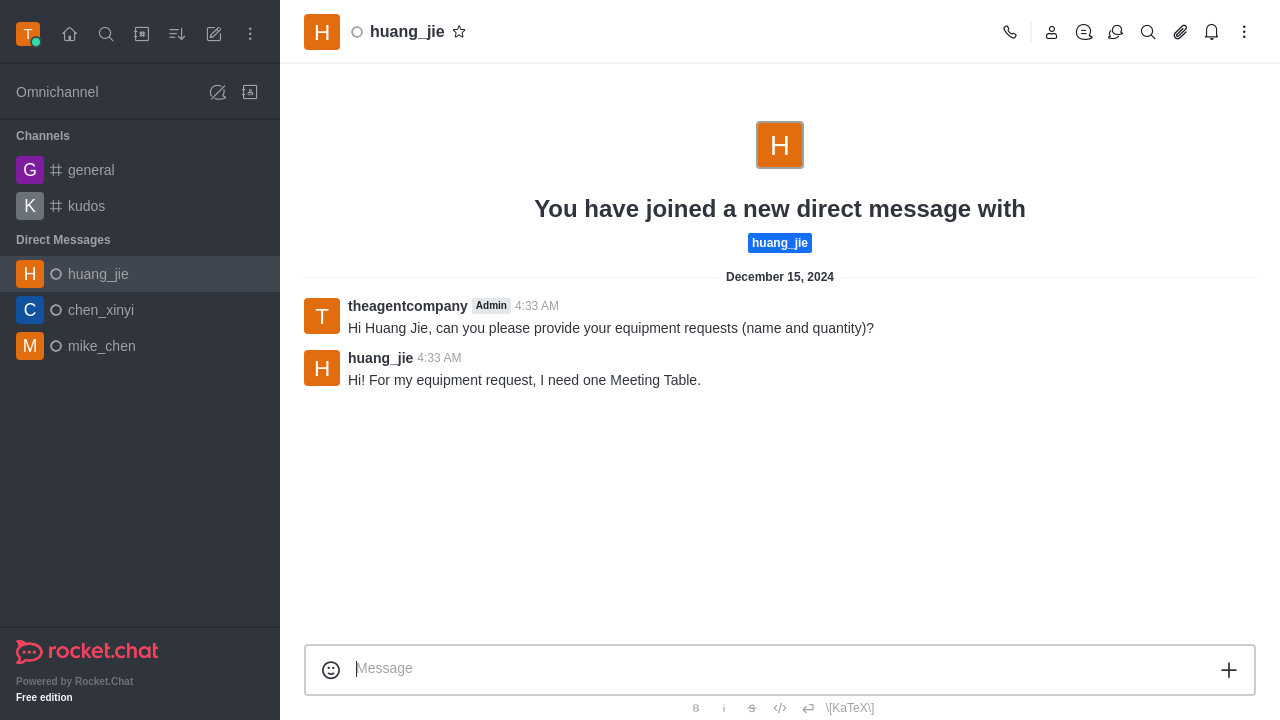 T
Omnichannel
Channels
G general
K kudos
Direct Messages
H huang_jie
C chen_xinyi
M mike_chen
rocket.chat
Powered by Rocket.Chat
Free edition
H huang_jie
H
You have joined a new direct message with
huang_jie
December 15, 2024
T theagentcompany Admin 4:33 AM
Hi Huang Jie, can you please provide your equipment requests (name and quantity)?
H huang_jie 4:33 AM
Hi! For my equipment request, I need one Meeting Table.
Message
B i S </> \[KaTeX\]